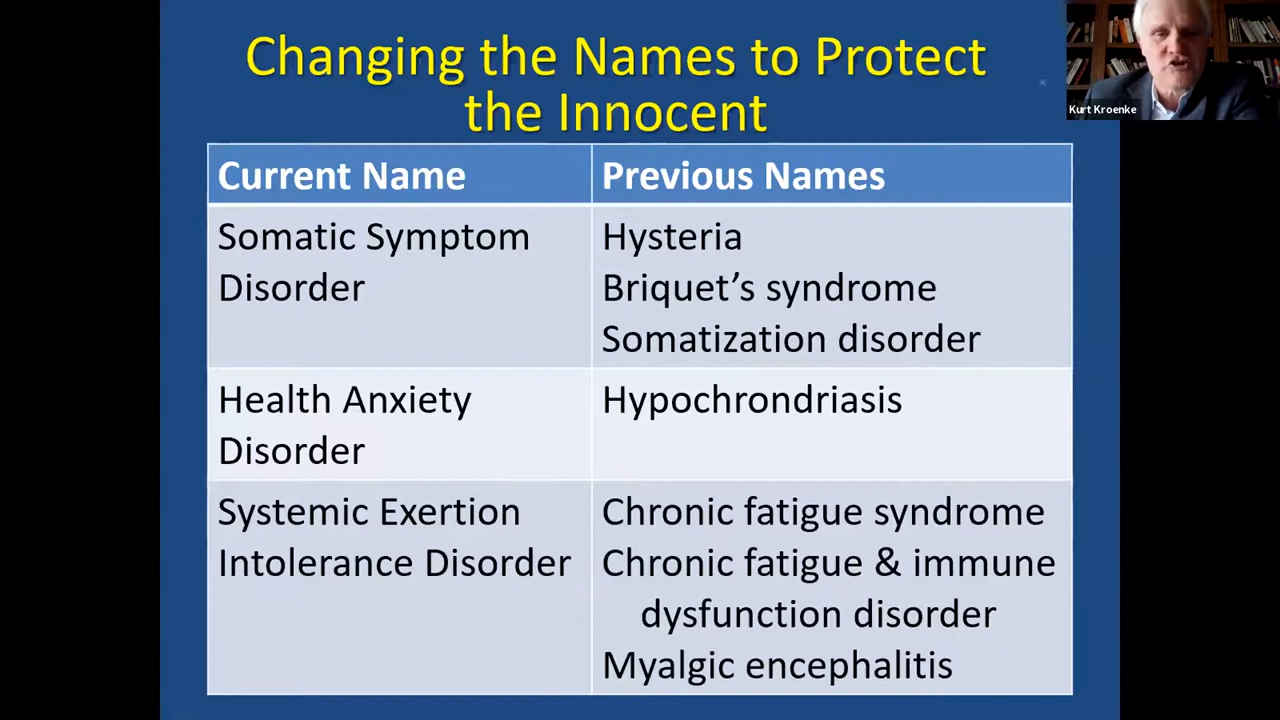 Changing the Names to Protect
the Innocent
Kurt Kroenke
Current Name
Previous Names
Somatic Symptom
Disorder
Hysteria
Briquet’s syndrome
Somatization disorder
Health Anxiety
Disorder
Hypochrondriasis
Systemic Exertion
Intolerance Disorder
Chronic fatigue syndrome
Chronic fatigue & immune
dysfunction disorder
Myalgic encephalitis